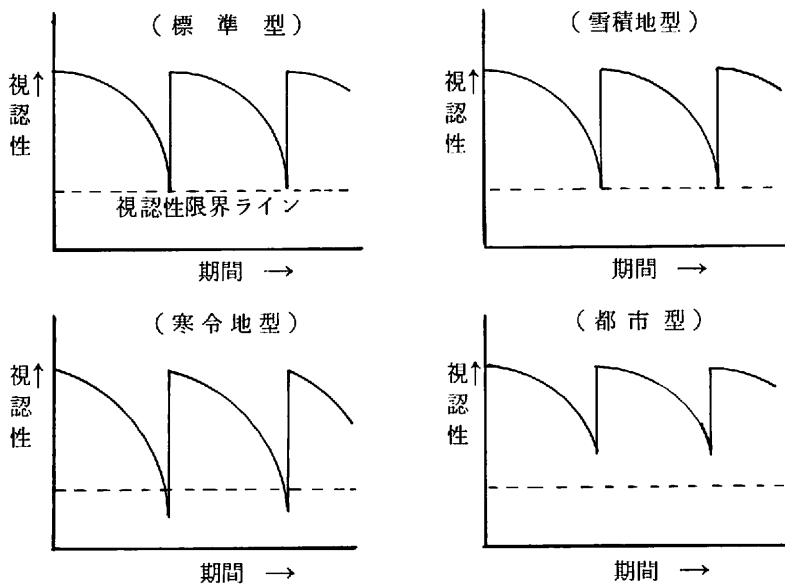 (標準型)
視認性↑
視認性限界ライン
期間 →
(雪積地型)
視認性↑
期間 →
(寒令地型)
視認性↑
期間 →
(都市型)
視認性↑
期間 →